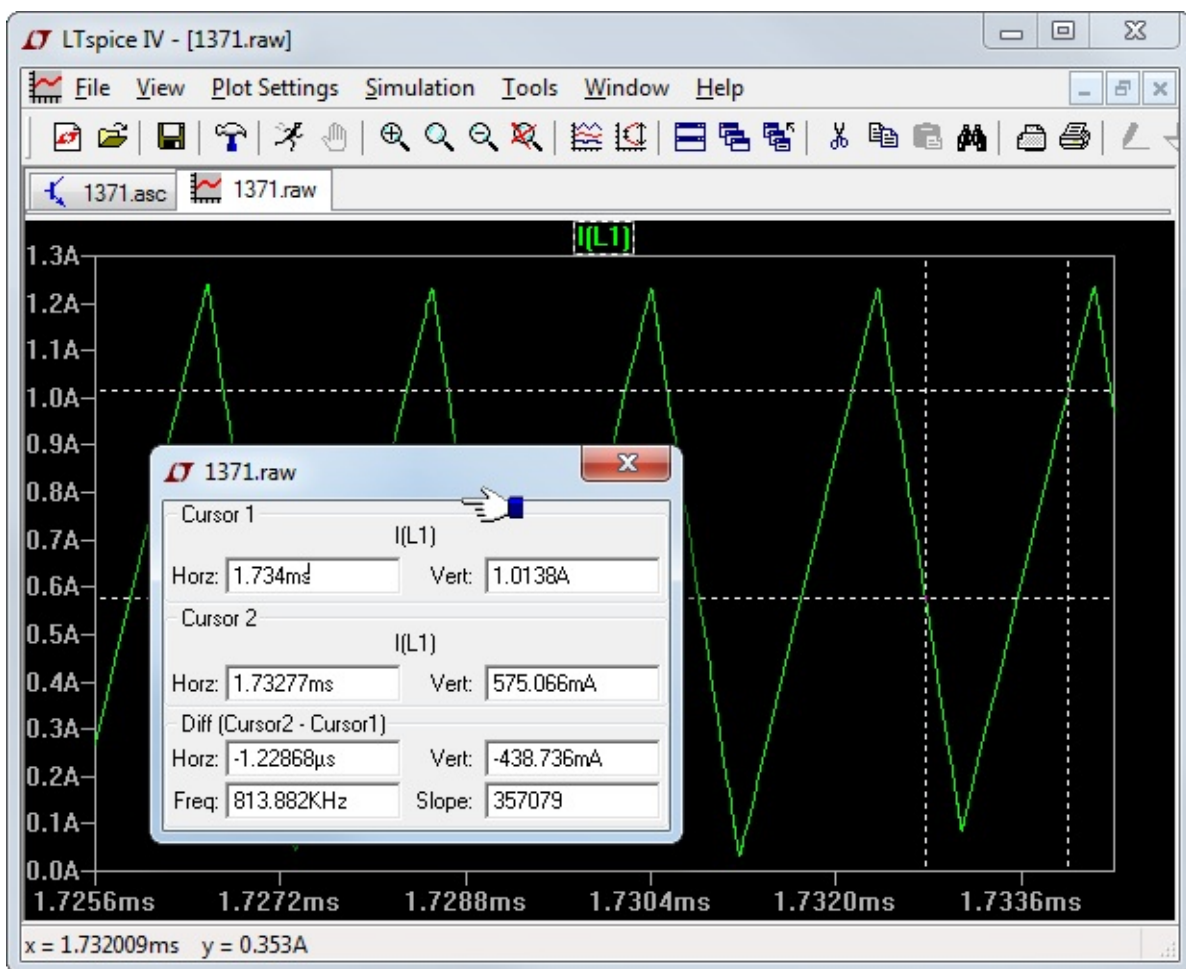 LTspice IV - [1371.raw]
File View Plot Settings Simulation Tools Window Help
1371.asc 1371.raw
I(L1)
1.3A
1.2A
1.1A
1.0A
0.9A
0.8A
0.7A
0.6A
0.5A
0.4A
0.3A
0.2A
0.1A
0.0A
1371.raw
Cursor 1
I(L1)
Horz: 1.734ms Vert: 1.0138A
Cursor 2
I(L1)
Horz: 1.73277ms Vert: 575.066mA
Diff (Cursor2 - Cursor1)
Horz: -1.22868µs Vert: -438.736mA
Freq: 813.882KHz Slope: 357079
1.7256ms 1.7272ms 1.7288ms 1.7304ms 1.7320ms 1.7336ms
x = 1.732009ms y = 0.353A